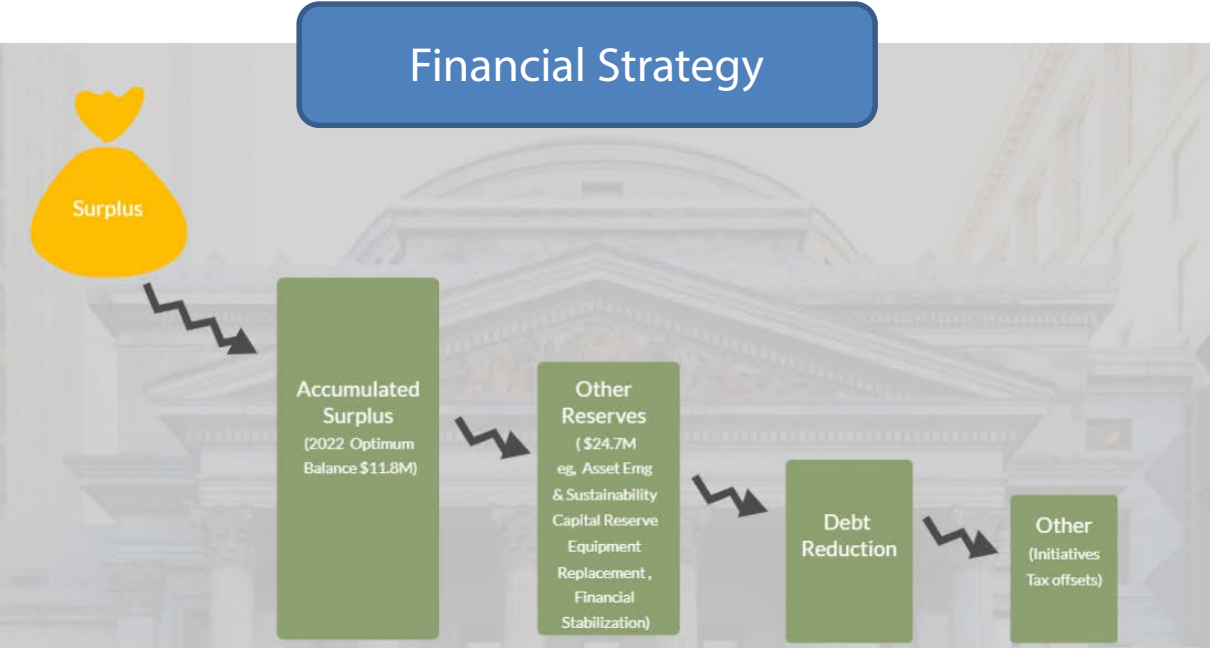 Financial Strategy
Surplus
Accumulated
Surplus
(2022 Optimum
Balance $11.8M)
Other
Reserves
( $24.7M
eg, Asset Emg
& Sustainability
Capital Reserve
Equipment
Replacement,
Financial
Stabilization)
Debt
Reduction
Other
(Initiatives
Tax offsets)